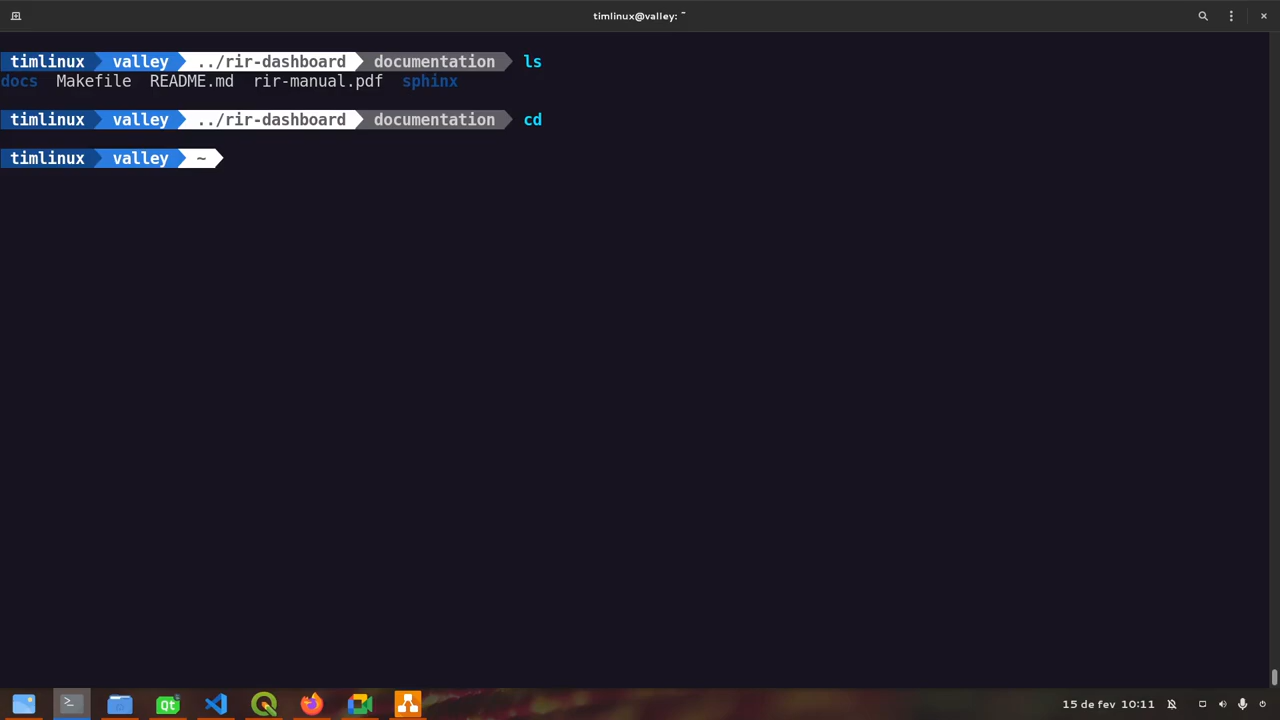 timlinux@valley: ~
timlinux valley ../rir-dashboard documentation ls
docs Makefile README.md rir-manual.pdf sphinx
timlinux valley ../rir-dashboard documentation cd
timlinux valley ~
Qt
15 de fev 10:11